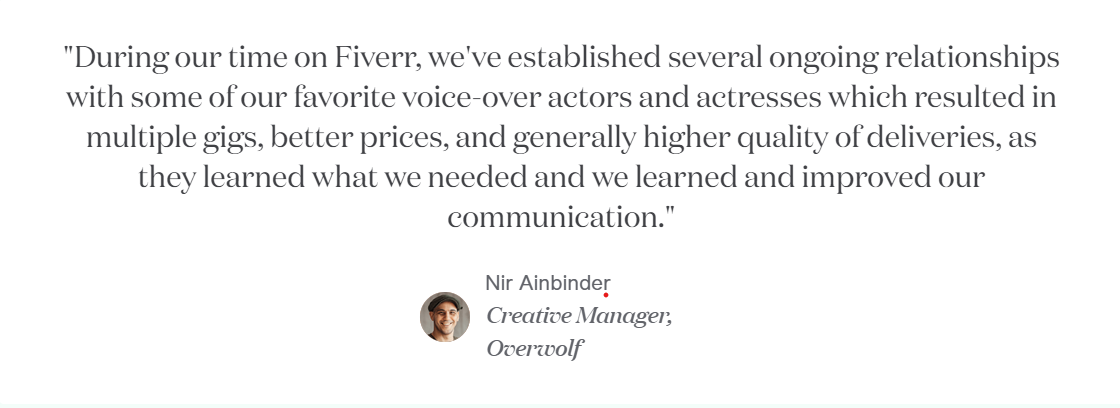 "During our time on Fiverr, we've established several ongoing relationships
with some of our favorite voice-over actors and actresses which resulted in
multiple gigs, better prices, and generally higher quality of deliveries, as
they learned what we needed and we learned and improved our
communication."
Nir Ainbinder
Creative Manager,
Overwolf